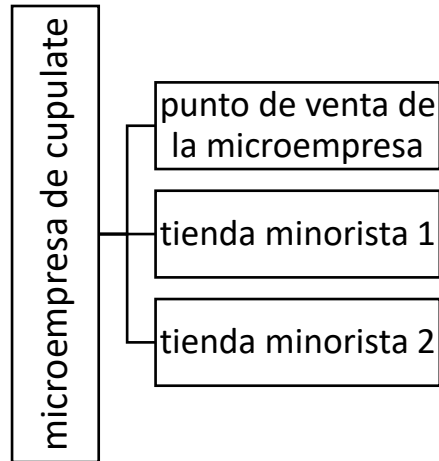 microempresa de cupulate
punto de venta de
la microempresa
tienda minorista 1
tienda minorista 2